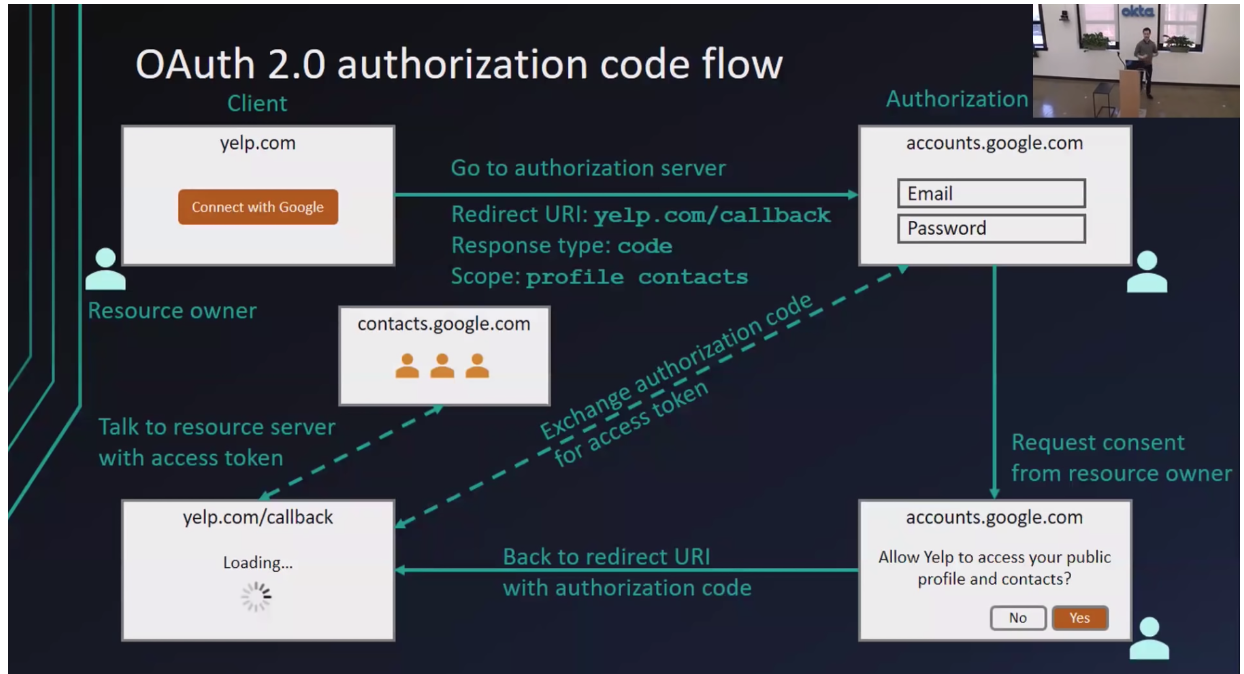 OAuth 2.0 authorization code flow
okta
Client
Authorization
yelp.com
Connect with Google
Go to authorization server
Redirect URI: yelp.com/callback
Response type: code
Scope: profile contacts
accounts.google.com
Email
Password
Resource owner
contacts.google.com
Exchange authorization code
for access token
Talk to resource server
with access token
Request consent
from resource owner
yelp.com/callback
Loading...
Back to redirect URI
with authorization code
accounts.google.com
Allow Yelp to access your public
profile and contacts?
No
Yes